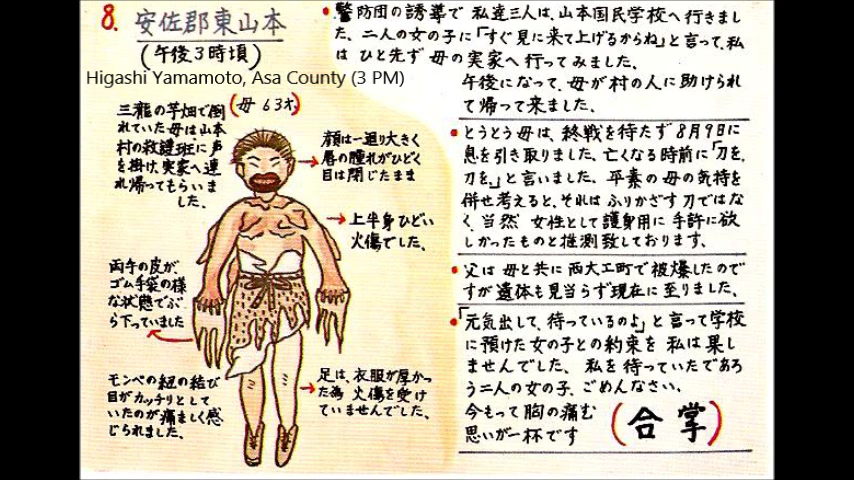 8. 安佐郡東山本
(午後3時頃)
Higashi Yamamoto, Asa County (3 PM)
三瀧の芋畑で倒
れていた母は山本
村の救護班に声
を掛け、実家へ連
れ帰ってもらいま
した。
(母 63才)
顔は一廻り大きく
唇の腫れがひどく
目は閉じたまま
上半身ひどい
火傷でした。
両手の皮が、
ゴム手袋の様
な状態でぶ
ら下っていました
モンペの紐の結び
目がカッチリとして
いたのが痛ましく感
じられました。
足は、衣服が厚かっ
た為 火傷を受け
ていませんでした。
• 警防団の誘導で 私達三人は、山本国民学校へ行きまし
た、二人の女の子に「すぐ見に来て上げるからね」と言って、私
は ひと先ず 母の実家へ行ってみました。
午後になって、母が村の人に助けられ
て帰って来ました。
• とうとう母は、終戦を待たず8月9日に
息を引き取りました、亡くなる時前に「刀を、
刀を。」と言いました。平素の母の気持を
併せ考えると、それはふりかざす刀ではな
く、当然 女性として護身用に手許に欲
しかったものと推測致しております。
• 父は母と共に西大工町で被爆したので
すが遺体も見当らず現在に至りました、
• 「元気出して、待っているのよ」と言って学校
に預けた女の子との約束を 私は果し
ませんでした、私を待っていたであろ
う二人の女の子、ごめんなさい、
今もって胸の痛む
思いが一杯です
(合掌)